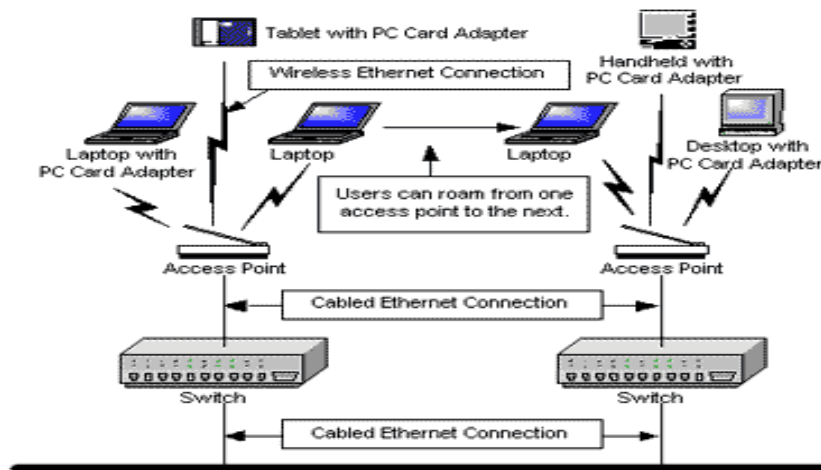 Tablet with PC Card Adapter
Handheld with
PC Card Adapter
Wireless Ethernet Connection
Laptop with
PC Card Adapter
Laptop
Laptop
Desktop with
PC Card Adapter
Users can roam from one
access point to the next.
Access Point
Access Point
Cabled Ethernet Connection
Switch
Switch
Cabled Ethernet Connection